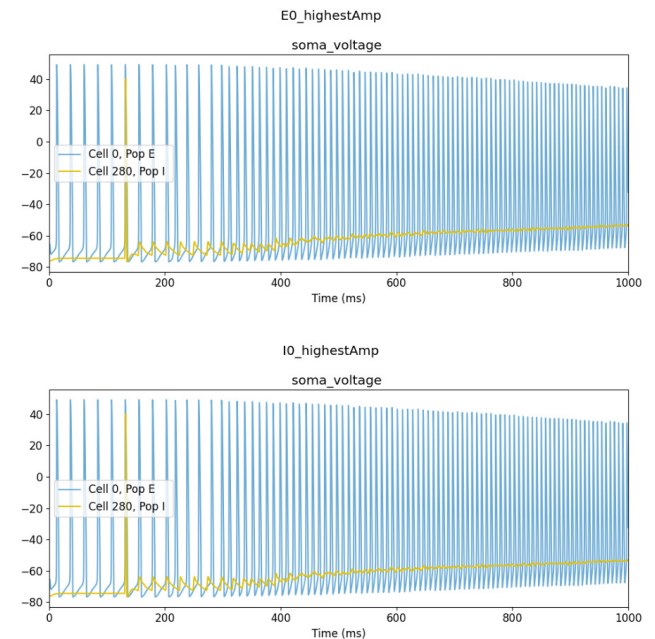 E0_highestAmp
soma_voltage
40
20
0
−20
−40
−60
−80
Cell 0, Pop E
Cell 280, Pop I
0 200 400 600 800 1000
Time (ms)
I0_highestAmp
soma_voltage
40
20
0
−20
−40
−60
−80
Cell 0, Pop E
Cell 280, Pop I
0 200 400 600 800 1000
Time (ms)